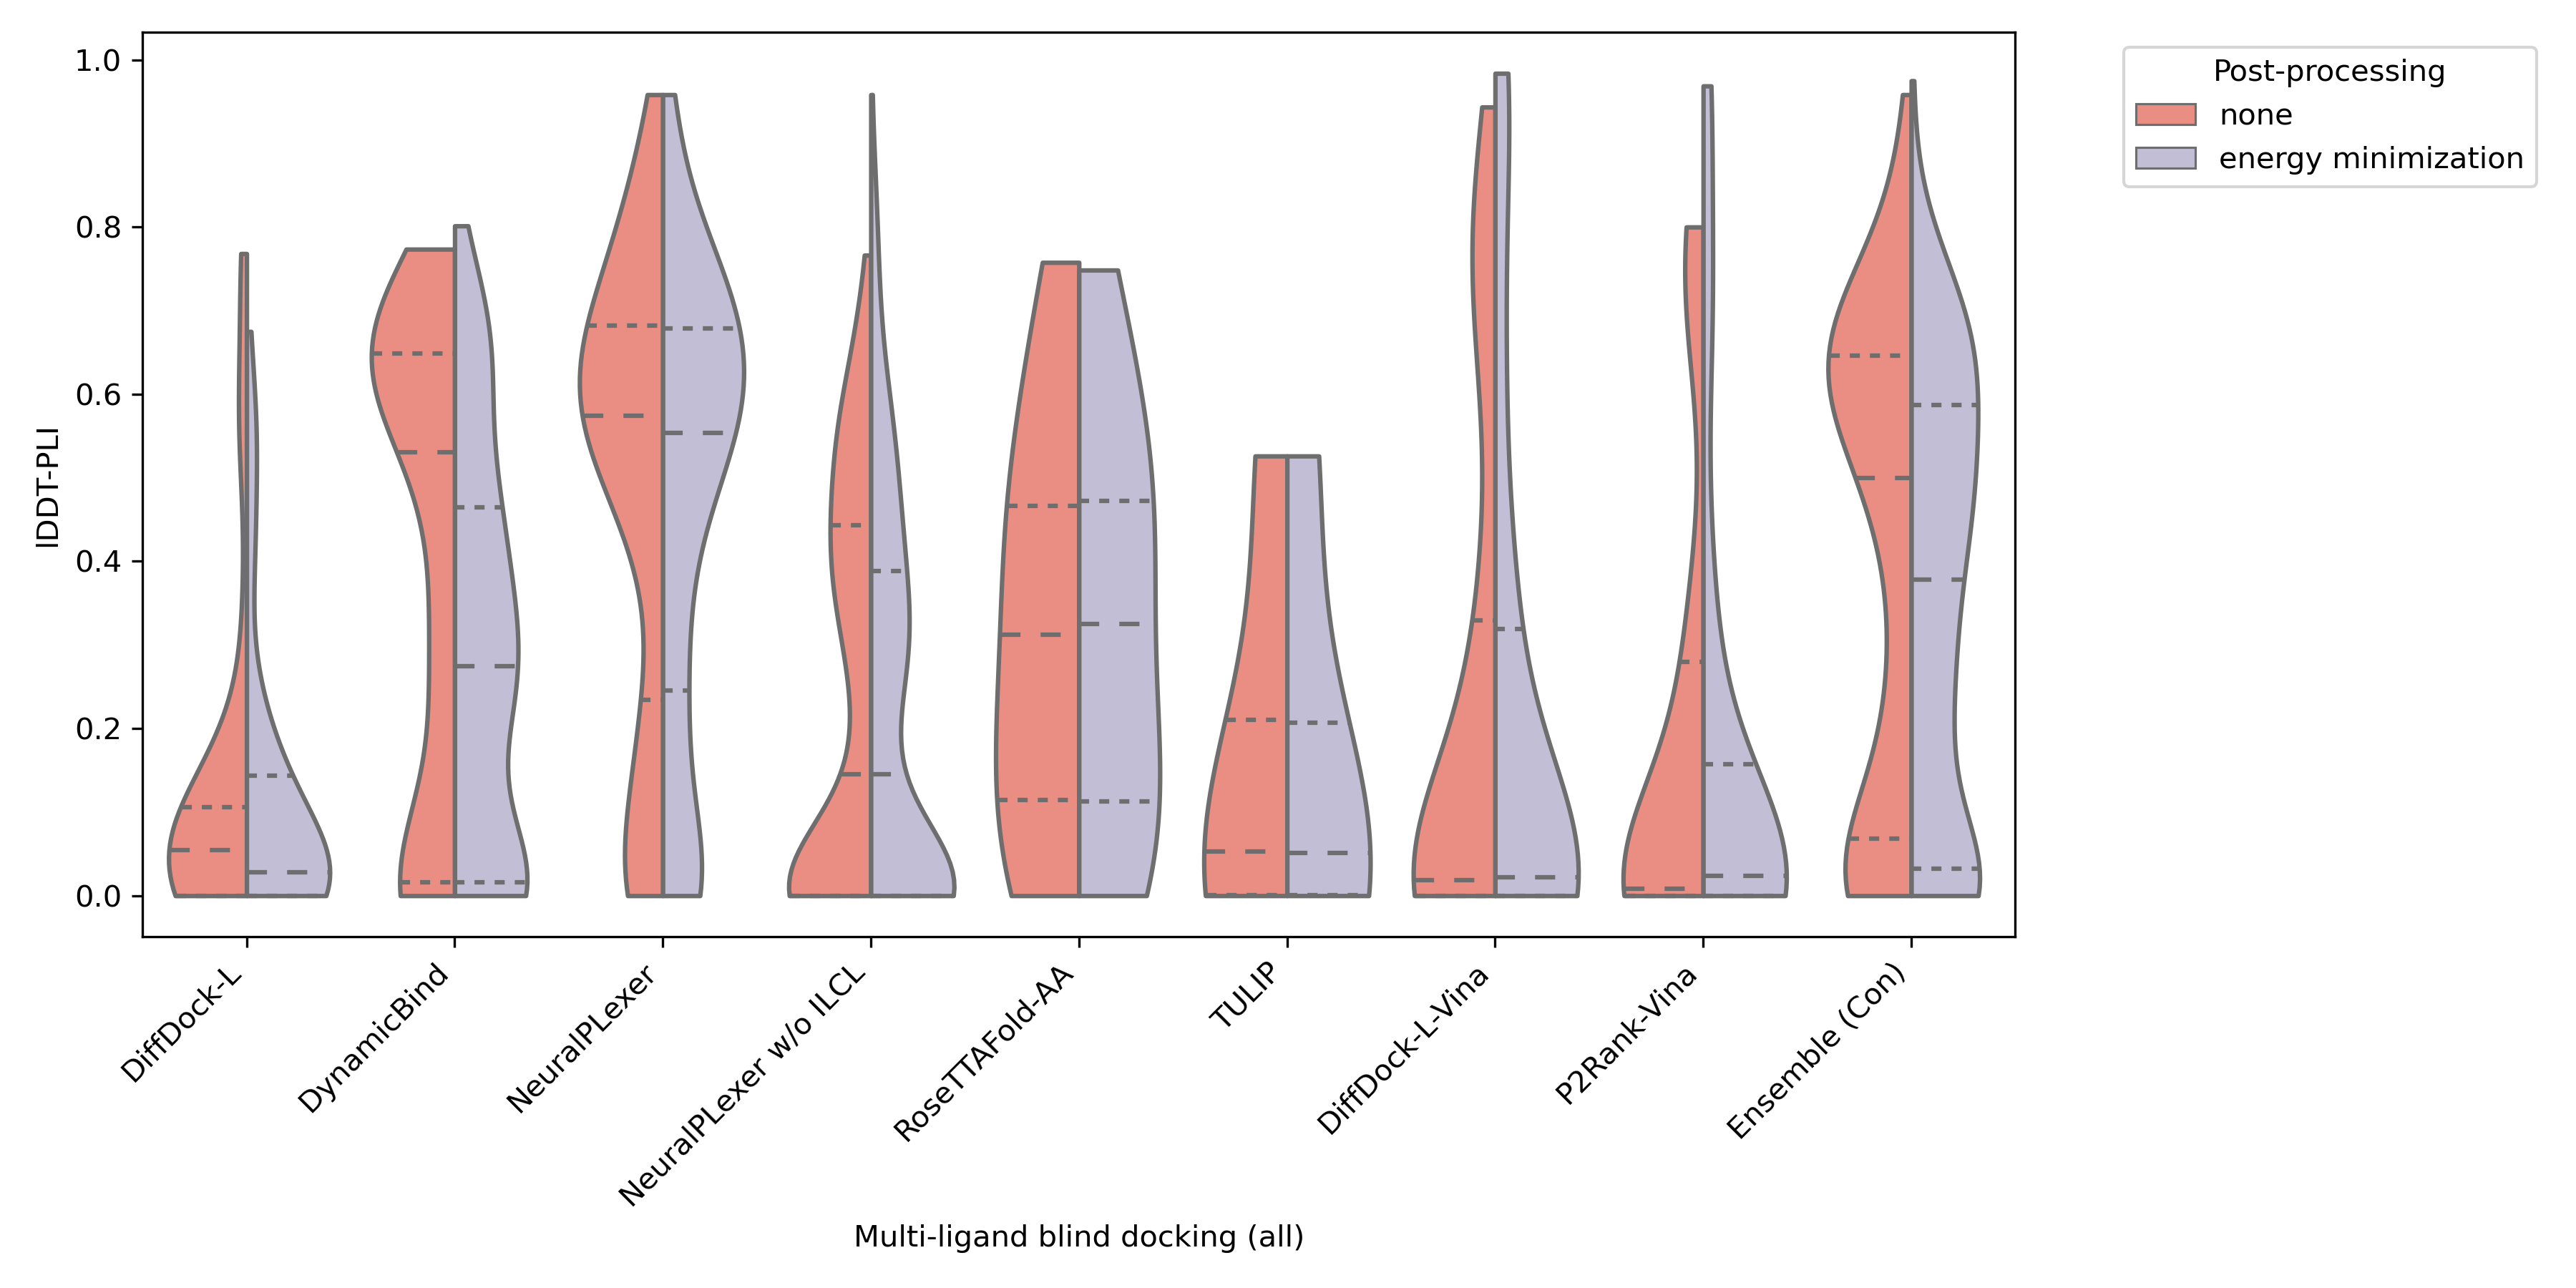 1.0
0.8
0.6
0.4
0.2
0.0
lDDT-PLI
DiffDock-L
DynamicBind
NeuralPLexer
NeuralPLexer w/o ILCL
RoseTTAFold-AA
TULIP
DiffDock-L-Vina
P2Rank-Vina
Ensemble (Con)
Multi-ligand blind docking (all)
Post-processing
none
energy minimization